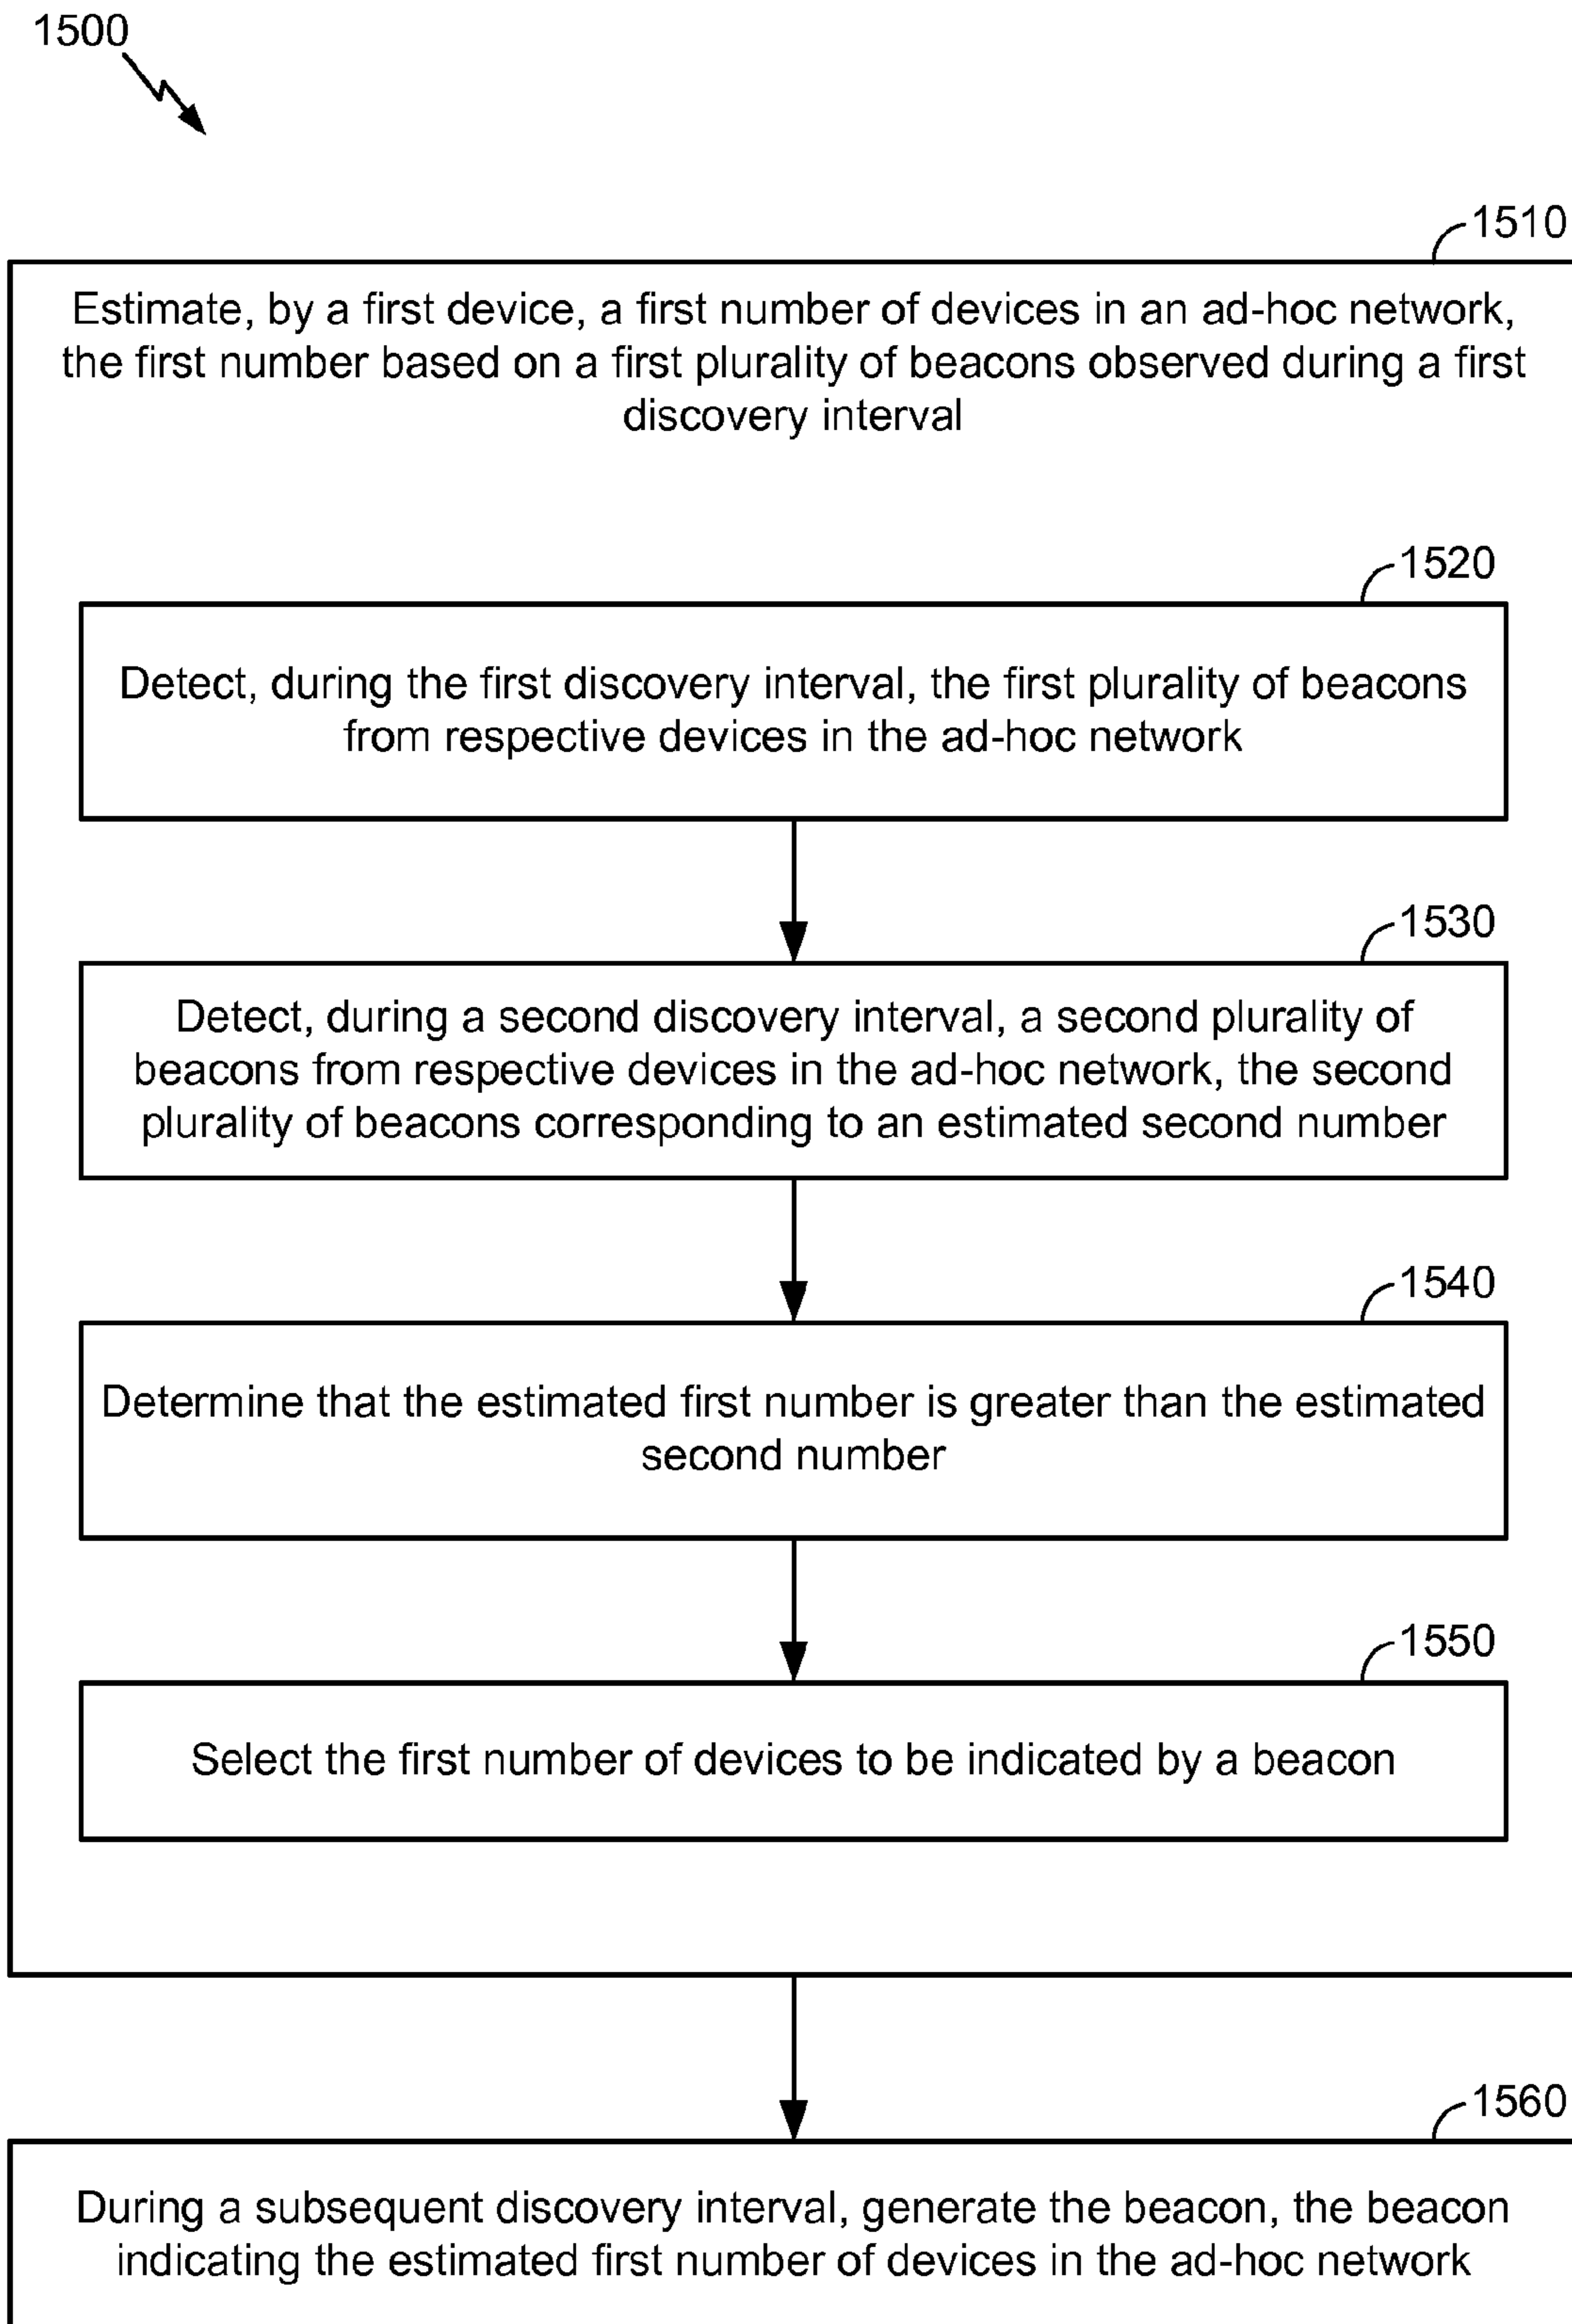 1500
1510
Estimate, by a first device, a first number of devices in an ad-hoc network,
the first number based on a first plurality of beacons observed during a first
discovery interval
1520
Detect, during the first discovery interval, the first plurality of beacons
from respective devices in the ad-hoc network
1530
Detect, during a second discovery interval, a second plurality of
beacons from respective devices in the ad-hoc network, the second
plurality of beacons corresponding to an estimated second number
1540
Determine that the estimated first number is greater than the estimated
second number
1550
Select the first number of devices to be indicated by a beacon
1560
During a subsequent discovery interval, generate the beacon, the beacon
indicating the estimated first number of devices in the ad-hoc network